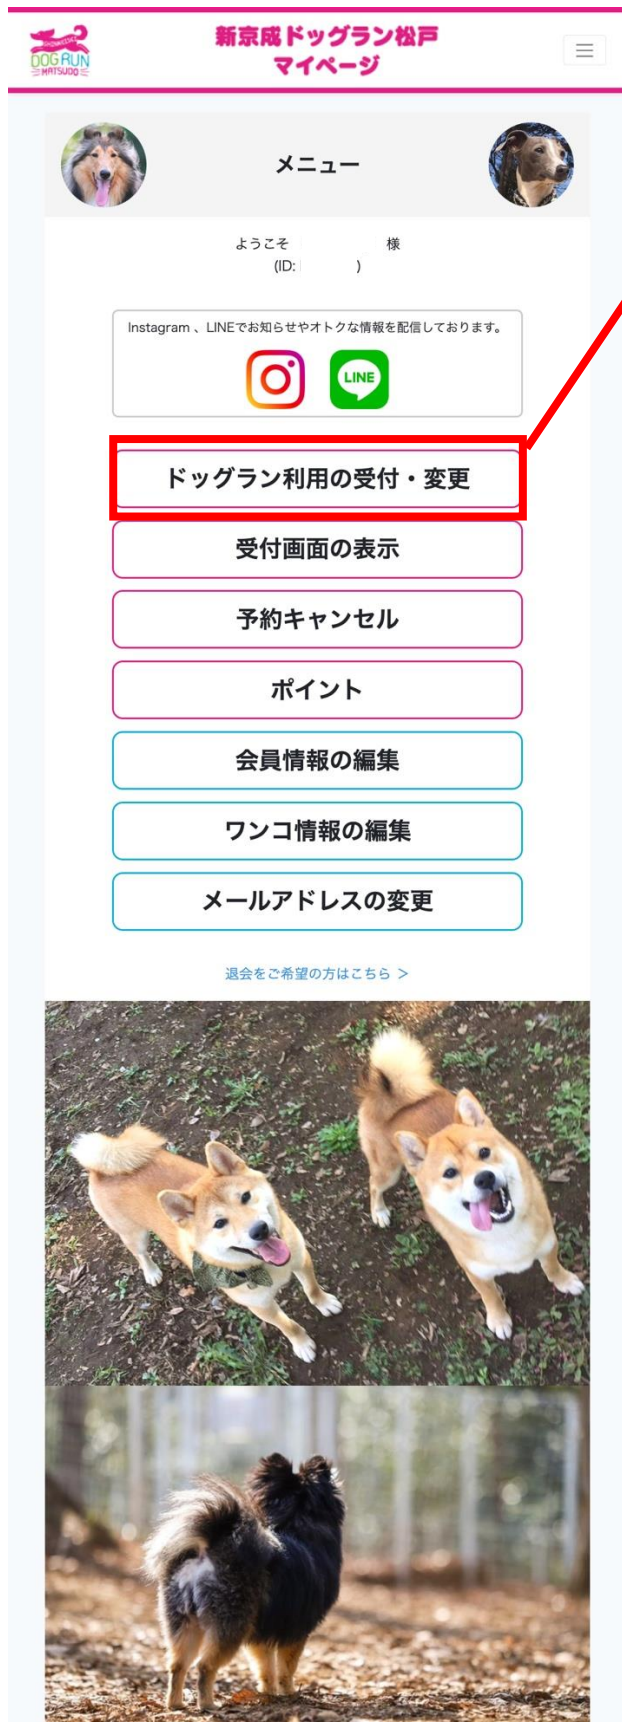 DOG RUN
MATSUDO
新京成ドッグラン松戸
マイページ
メニュー
ようこそ 様
(ID: )
Instagram 、LINEでお知らせやオトクな情報を配信しております。
LINE
ドッグラン利用の受付・変更
受付画面の表示
予約キャンセル
ポイント
会員情報の編集
ワンコ情報の編集
メールアドレスの変更
退会をご希望の方はこちら ＞